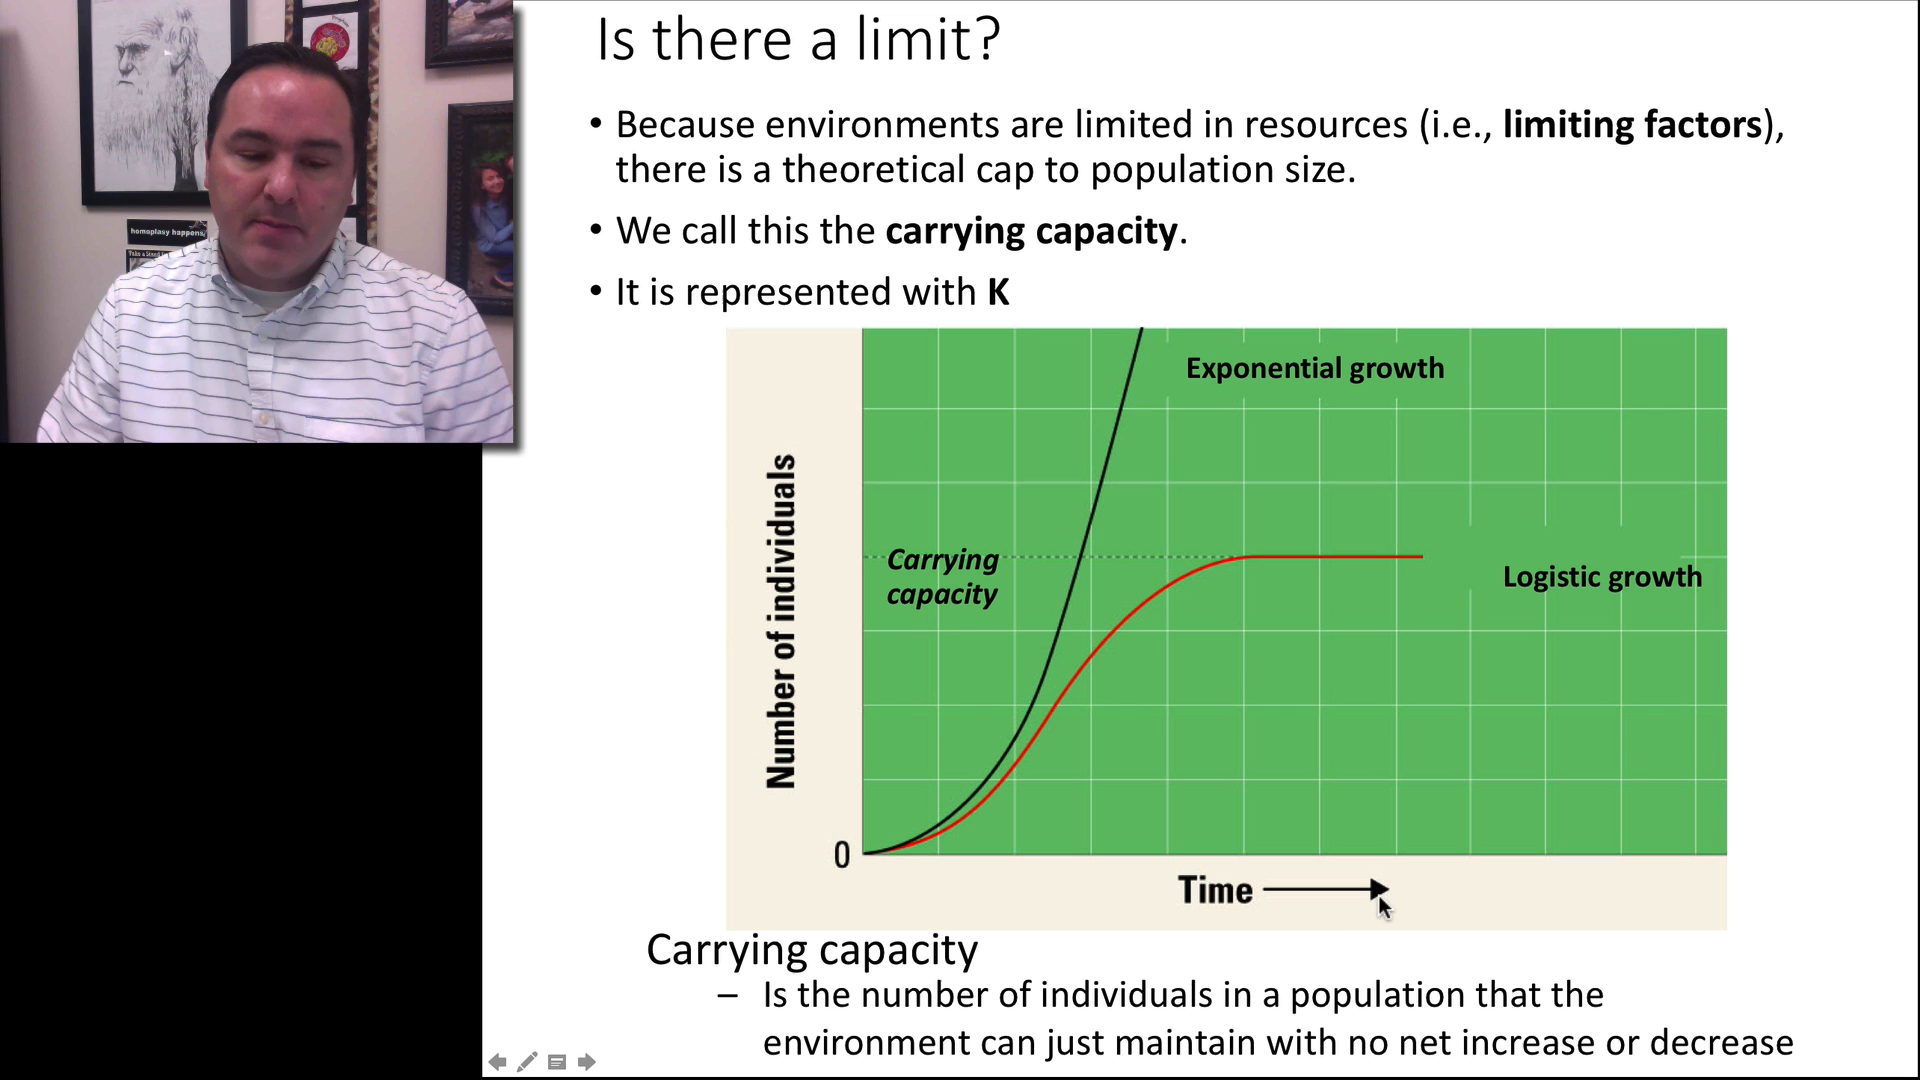 Is there a limit?
• Because environments are limited in resources (i.e., limiting factors),
there is a theoretical cap to population size.
• We call this the carrying capacity.
• It is represented with K
Exponential growth
Number of individuals
Carrying
capacity
Logistic growth
0
Time
Carrying capacity
– Is the number of individuals in a population that the
environment can just maintain with no net increase or decrease
homoplasy happens.
Take a Stand